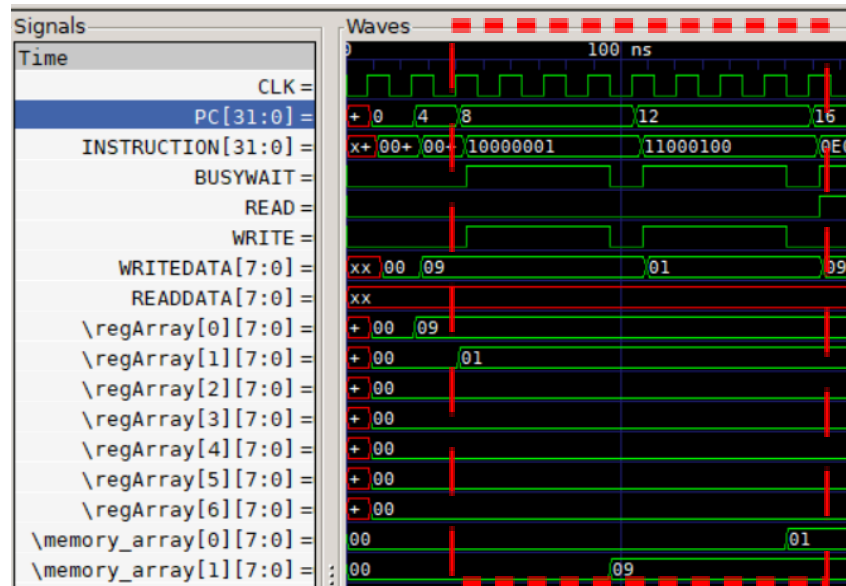 Signals Waves
Time 0 100 ns
CLK =
PC[31:0] = + 0 4 8 12 16
INSTRUCTION[31:0] = x+ 00+ 00+ 10000001 11000100
BUSYWAIT =
READ =
WRITE =
WRITEDATA[7:0] = xx 00 09 01 09
READDATA[7:0] = xx
\regArray[0][7:0] = + 00 09
\regArray[1][7:0] = + 00 01
\regArray[2][7:0] = + 00
\regArray[3][7:0] = + 00
\regArray[4][7:0] = + 00
\regArray[5][7:0] = + 00
\regArray[6][7:0] = + 00
\memory_array[0][7:0] = 00 01
\memory_array[1][7:0] = 00 09